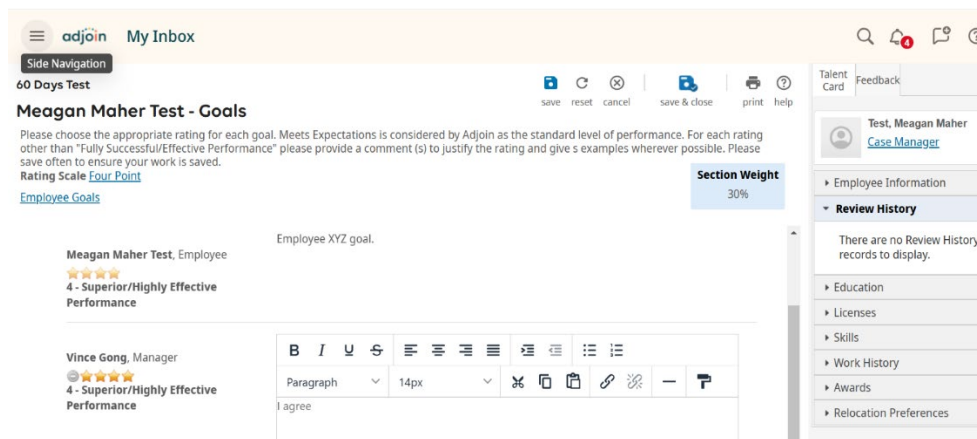 adjoin My Inbox
4
Side Navigation
60 Days Test
save reset cancel save & close print help
Meagan Maher Test - Goals
Please choose the appropriate rating for each goal. Meets Expectations is considered by Adjoin as the standard level of performance. For each rating
other than "Fully Successful/Effective Performance" please provide a comment (s) to justify the rating and give s examples wherever possible. Please
save often to ensure your work is saved.
Rating Scale Four Point
Section Weight
30%
Employee Goals
Employee XYZ goal.
Meagan Maher Test, Employee
4 - Superior/Highly Effective
Performance
Vince Gong, Manager
4 - Superior/Highly Effective
Performance
B I U S
Paragraph 14px
I agree
Talent
Card
Feedback
Test, Meagan Maher
Case Manager
Employee Information
Review History
There are no Review History
records to display.
Education
Licenses
Skills
Work History
Awards
Relocation Preferences